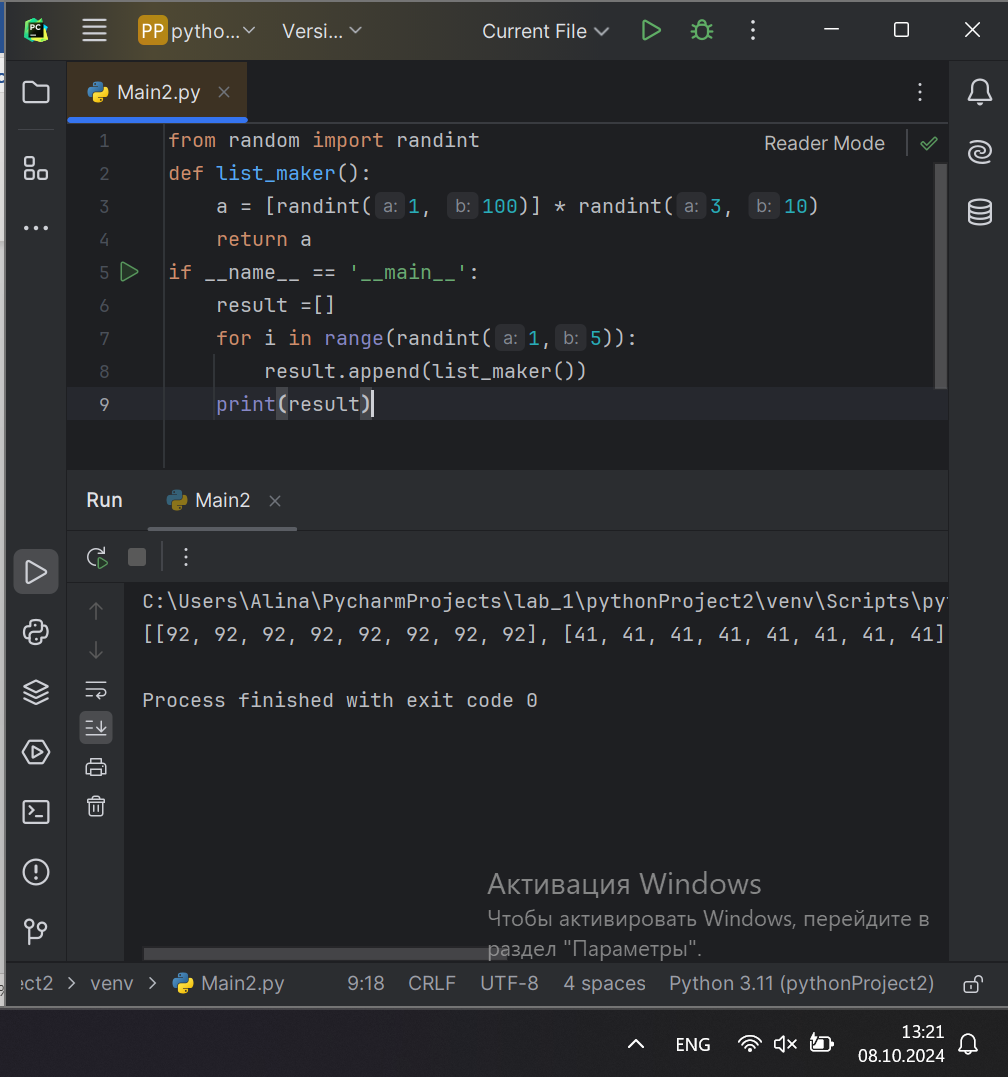 PC
PP pytho... Versi... Current File
Main2.py
Reader Mode
1 from random import randint
2 def list_maker():
3 a = [randint( a: 1, b: 100)] * randint( a: 3, b: 10)
4 return a
5 if __name__ == '__main__':
6 result =[]
7 for i in range(randint( a: 1, b: 5)):
8 result.append(list_maker())
9 print(result)
Run Main2
C:\Users\Alina\PycharmProjects\lab_1\pythonProject2\venv\Scripts\py
[[92, 92, 92, 92, 92, 92, 92, 92], [41, 41, 41, 41, 41, 41, 41, 41]
Process finished with exit code 0
Активация Windows
Чтобы активировать Windows, перейдите в
раздел "Параметры".
ect2 > venv > Main2.py 9:18 CRLF UTF-8 4 spaces Python 3.11 (pythonProject2)
ENG
13:21
08.10.2024